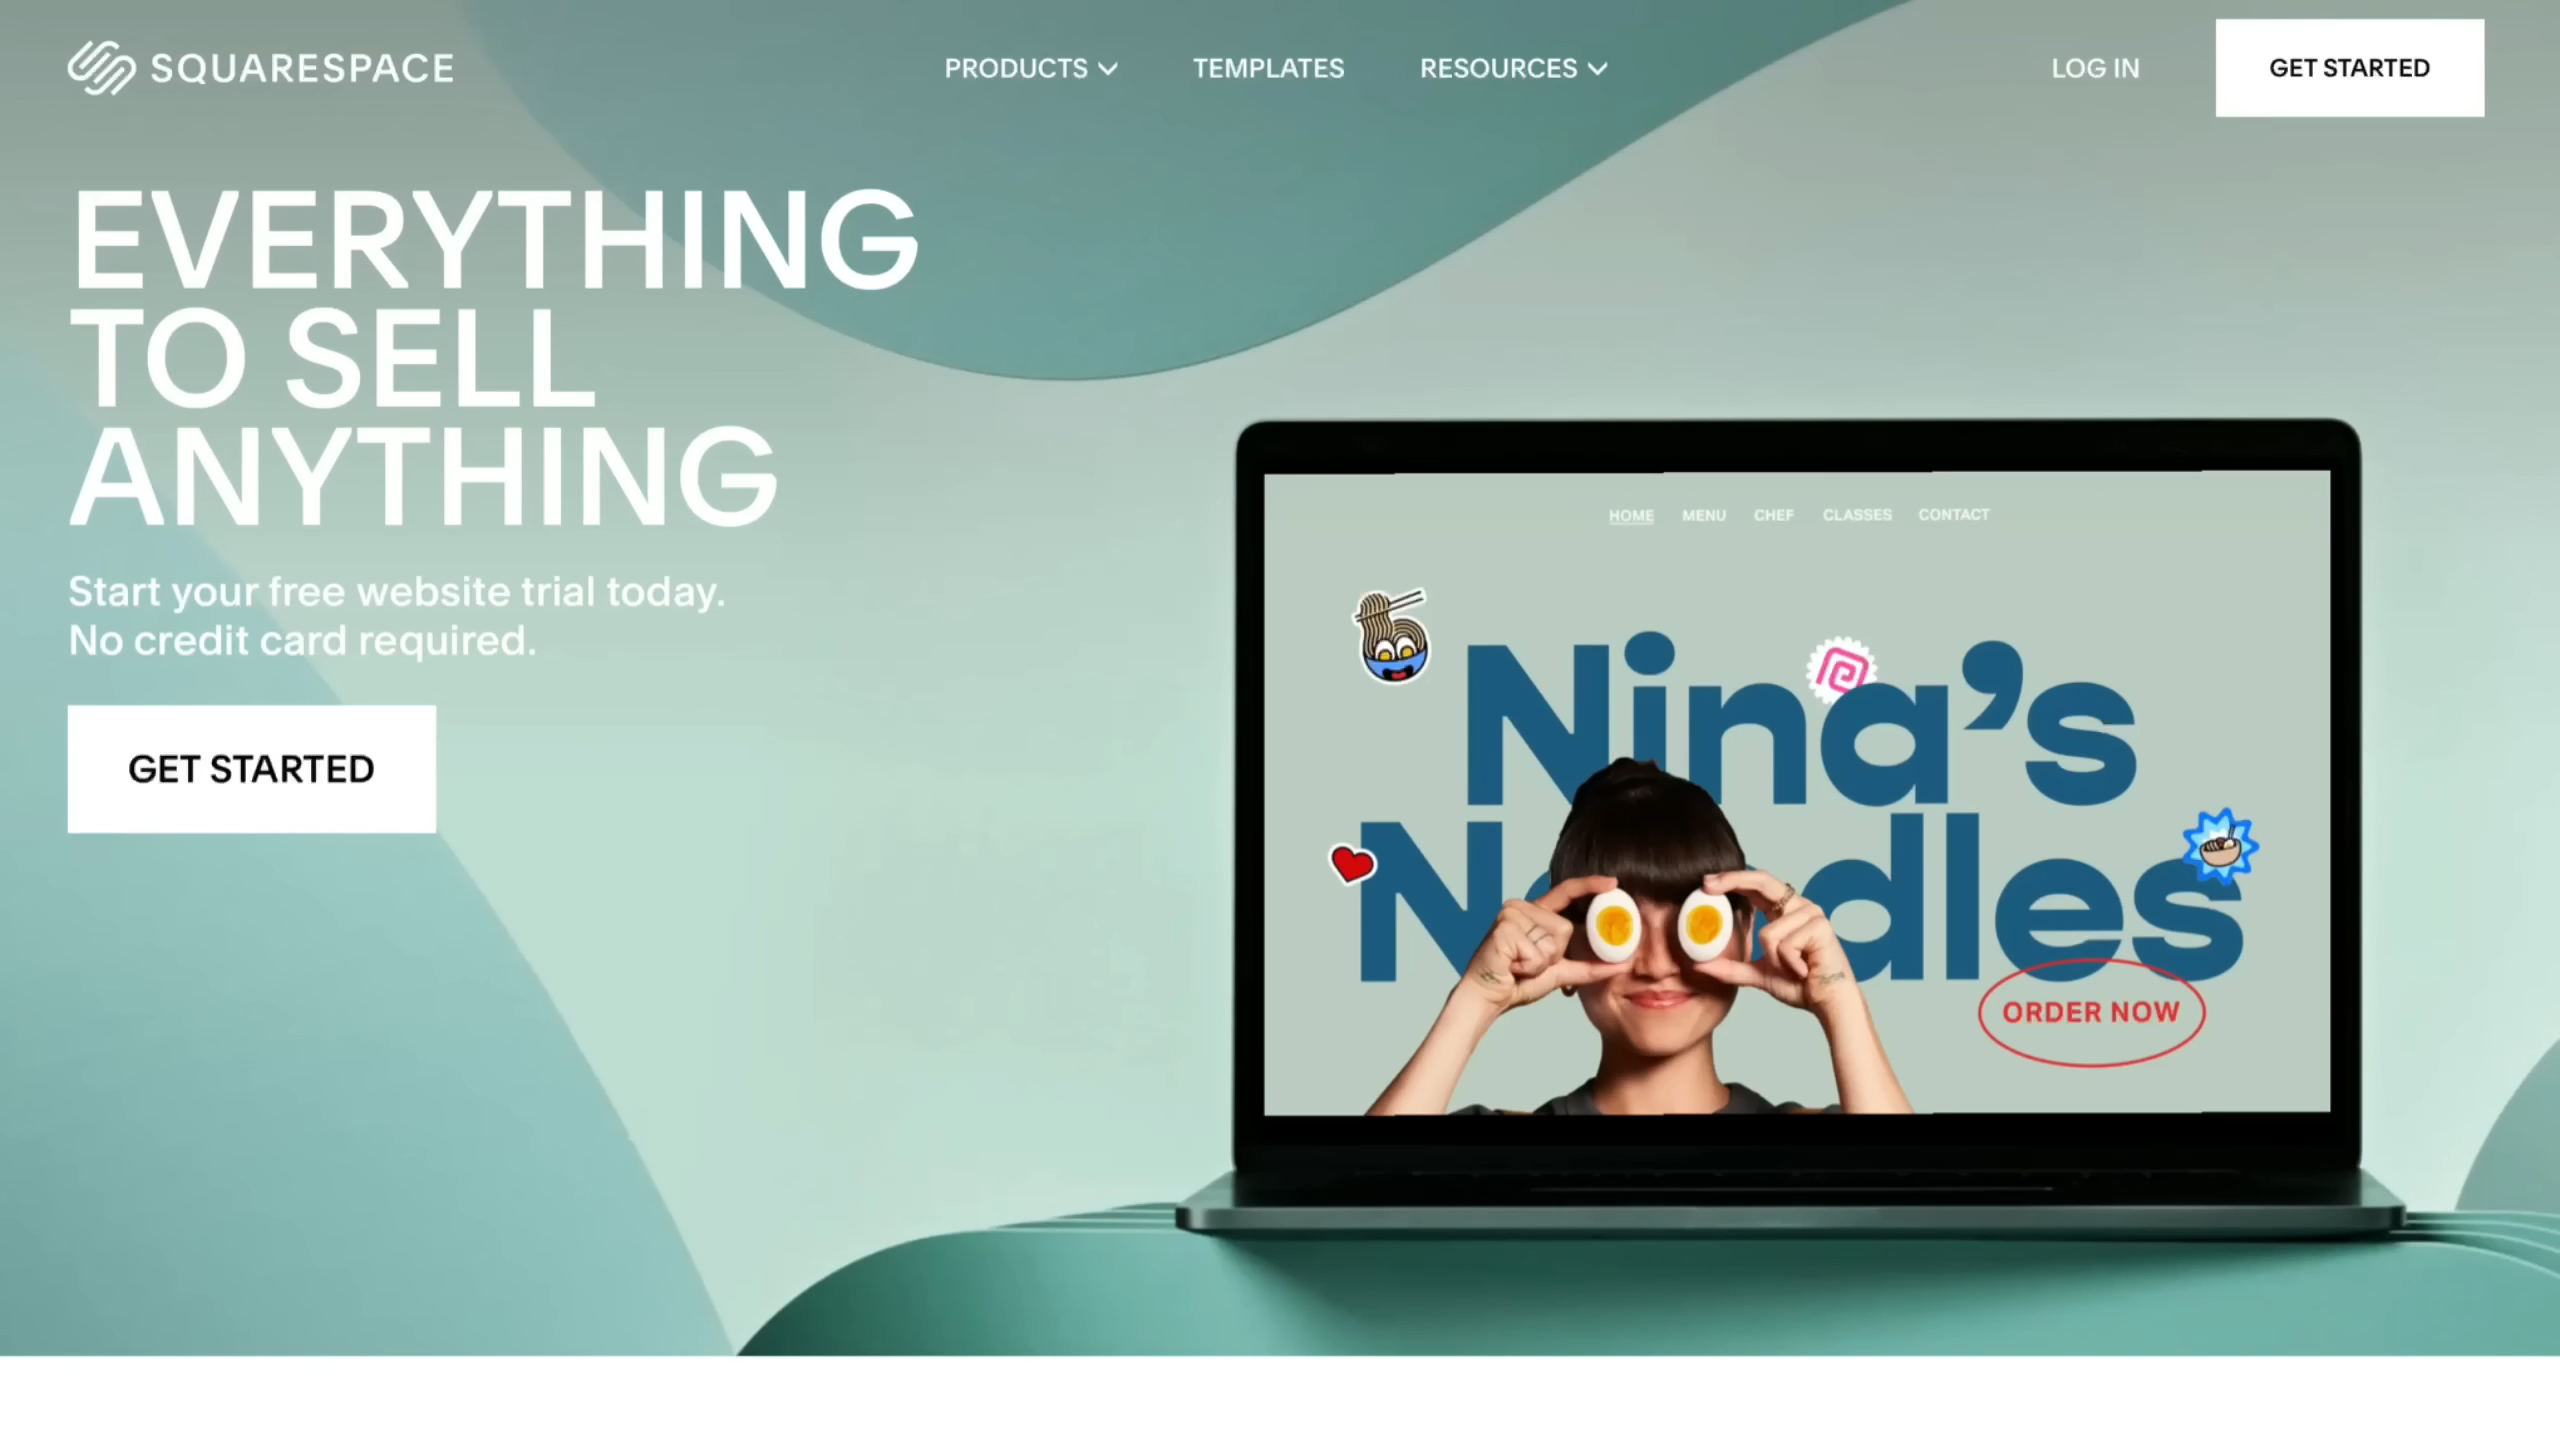 SQUARESPACE
PRODUCTS
TEMPLATES
RESOURCES
LOG IN
GET STARTED
EVERYTHING
TO SELL
ANYTHING
Start your free website trial today.
No credit card required.
GET STARTED
HOME
MENU
CHEF
CLASSES
CONTACT
Nina’s
Noodles
ORDER NOW